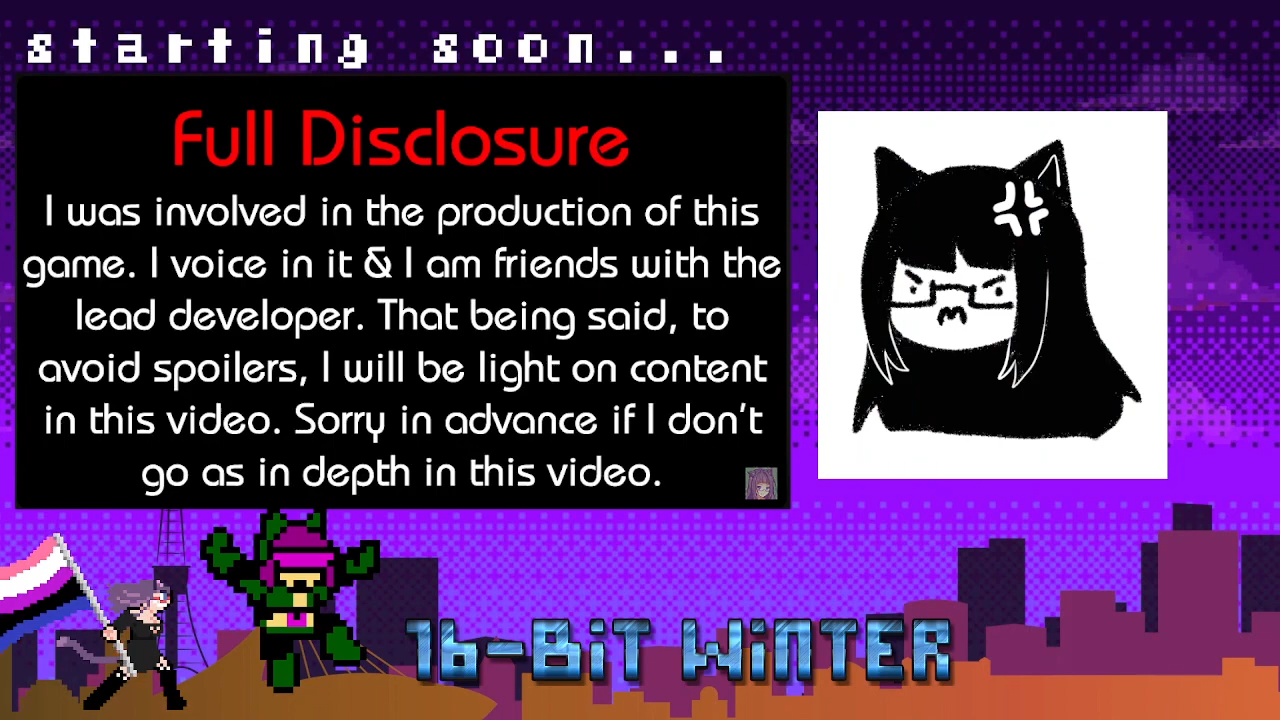 starting soon...
Full Disclosure
I was involved in the production of this
game. I voice in it & I am friends with the
lead developer. That being said, to
avoid spoilers, I will be light on content
in this video. Sorry in advance if I don't
go as in depth in this video.
16-BiT WiNTER